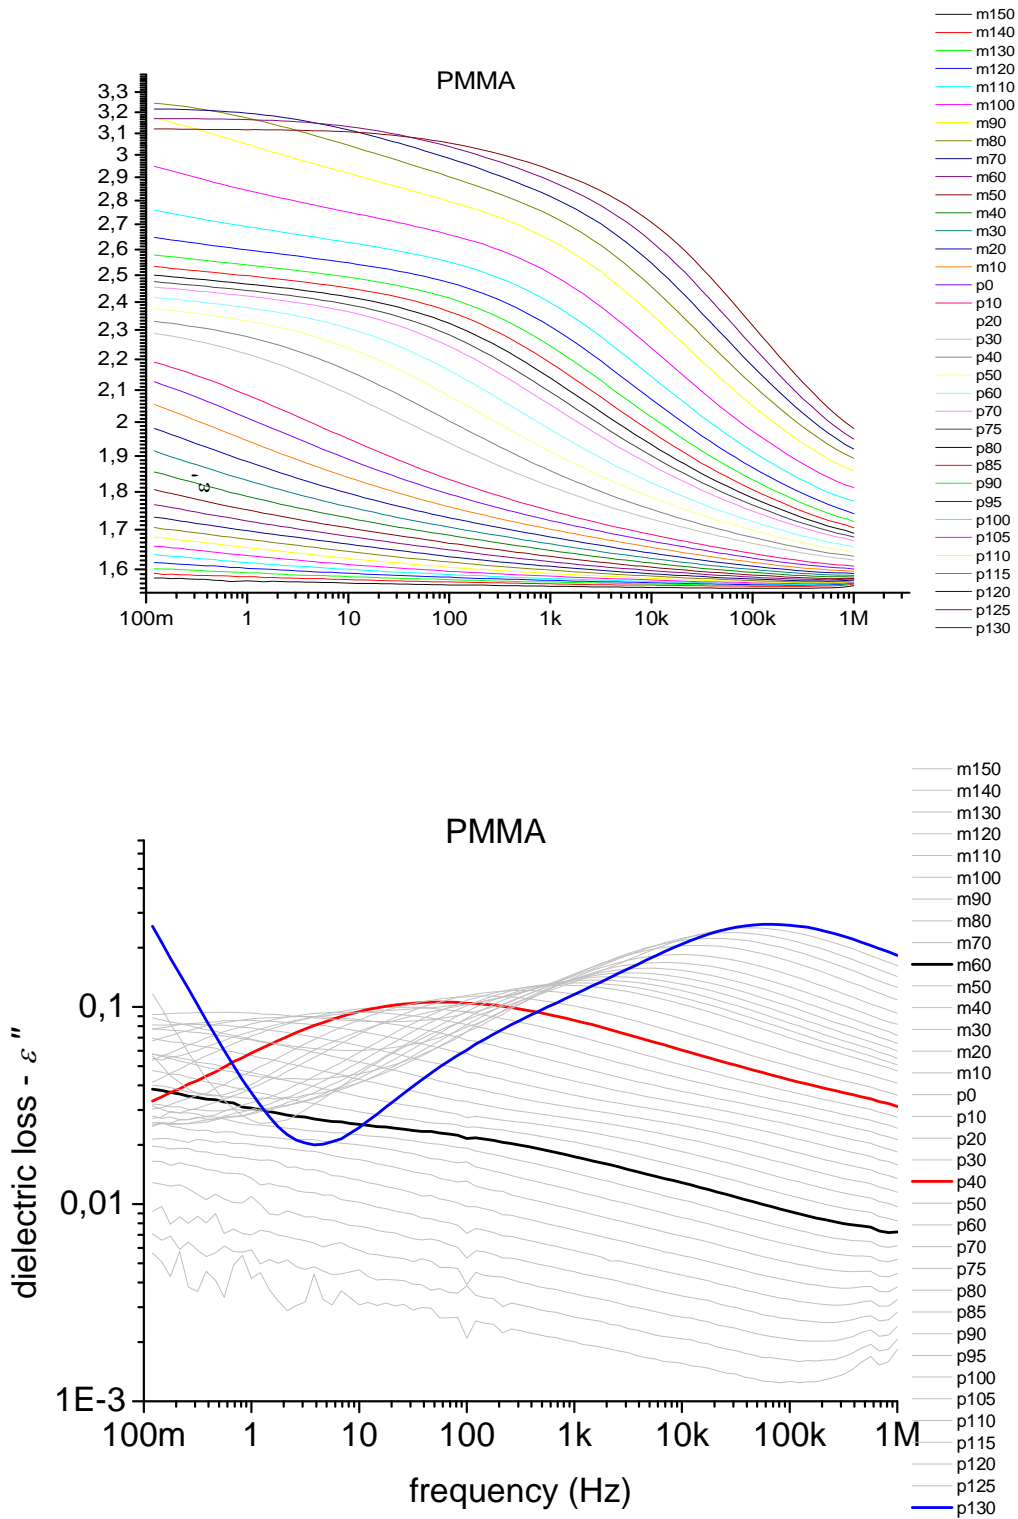 PMMA
3,3
3,2
3,1
3
2,9
2,8
2,7
2,6
2,5
2,4
2,3
2,2
2,1
2
1,9
1,8
1,7
1,6
ε'
100m 1 10 100 1k 10k 100k 1M
m150
m140
m130
m120
m110
m100
m90
m80
m70
m60
m50
m40
m30
m20
m10
p0
p10
p20
p30
p40
p50
p60
p70
p75
p80
p85
p90
p95
p100
p105
p110
p115
p120
p125
p130
PMMA
dielectric loss - ε"
0,1
0,01
1E-3
100m 1 10 100 1k 10k 100k 1M
frequency (Hz)
m150
m140
m130
m120
m110
m100
m90
m80
m70
m60
m50
m40
m30
m20
m10
p0
p10
p20
p30
p40
p50
p60
p70
p75
p80
p85
p90
p95
p100
p105
p110
p115
p120
p125
p130